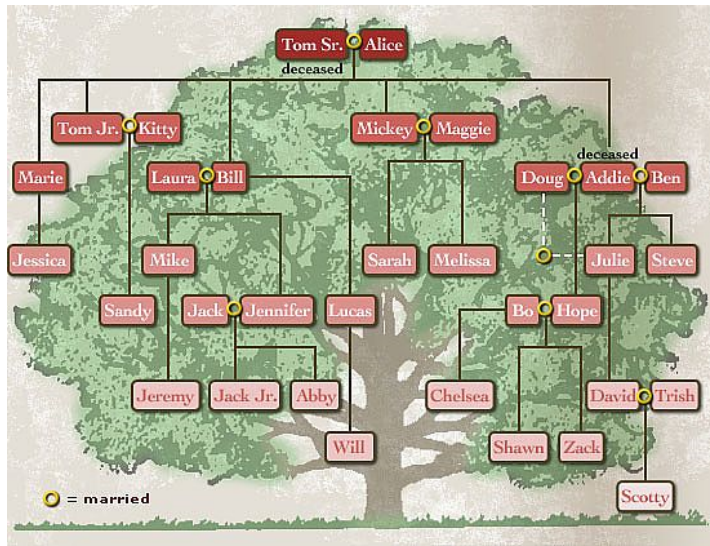 Tom Sr. Alice
deceased
Tom Jr. Kitty
Mickey Maggie
deceased
Marie
Laura Bill
Doug Addie Ben
Jessica
Mike
Sarah
Melissa
Julie
Steve
Sandy
Jack Jennifer
Lucas
Bo Hope
Jeremy
Jack Jr.
Abby
Chelsea
David Trish
Will
Shawn
Zack
Scotty
= married